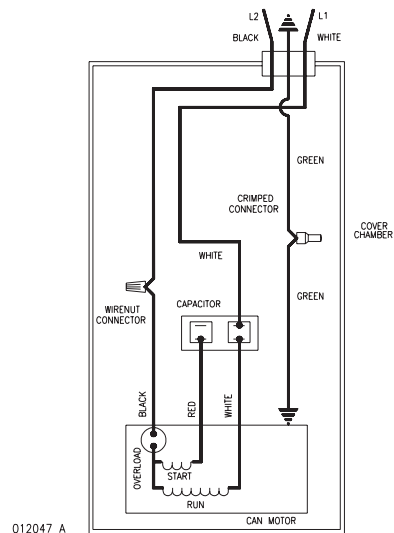 L2
L1
BLACK
WHITE
GREEN
CRIMPED
CONNECTOR
COVER
CHAMBER
WHITE
GREEN
CAPACITOR
WIRENUT
CONNECTOR
BLACK
RED
WHITE
OVERLOAD
START
RUN
CAN MOTOR
012047 A